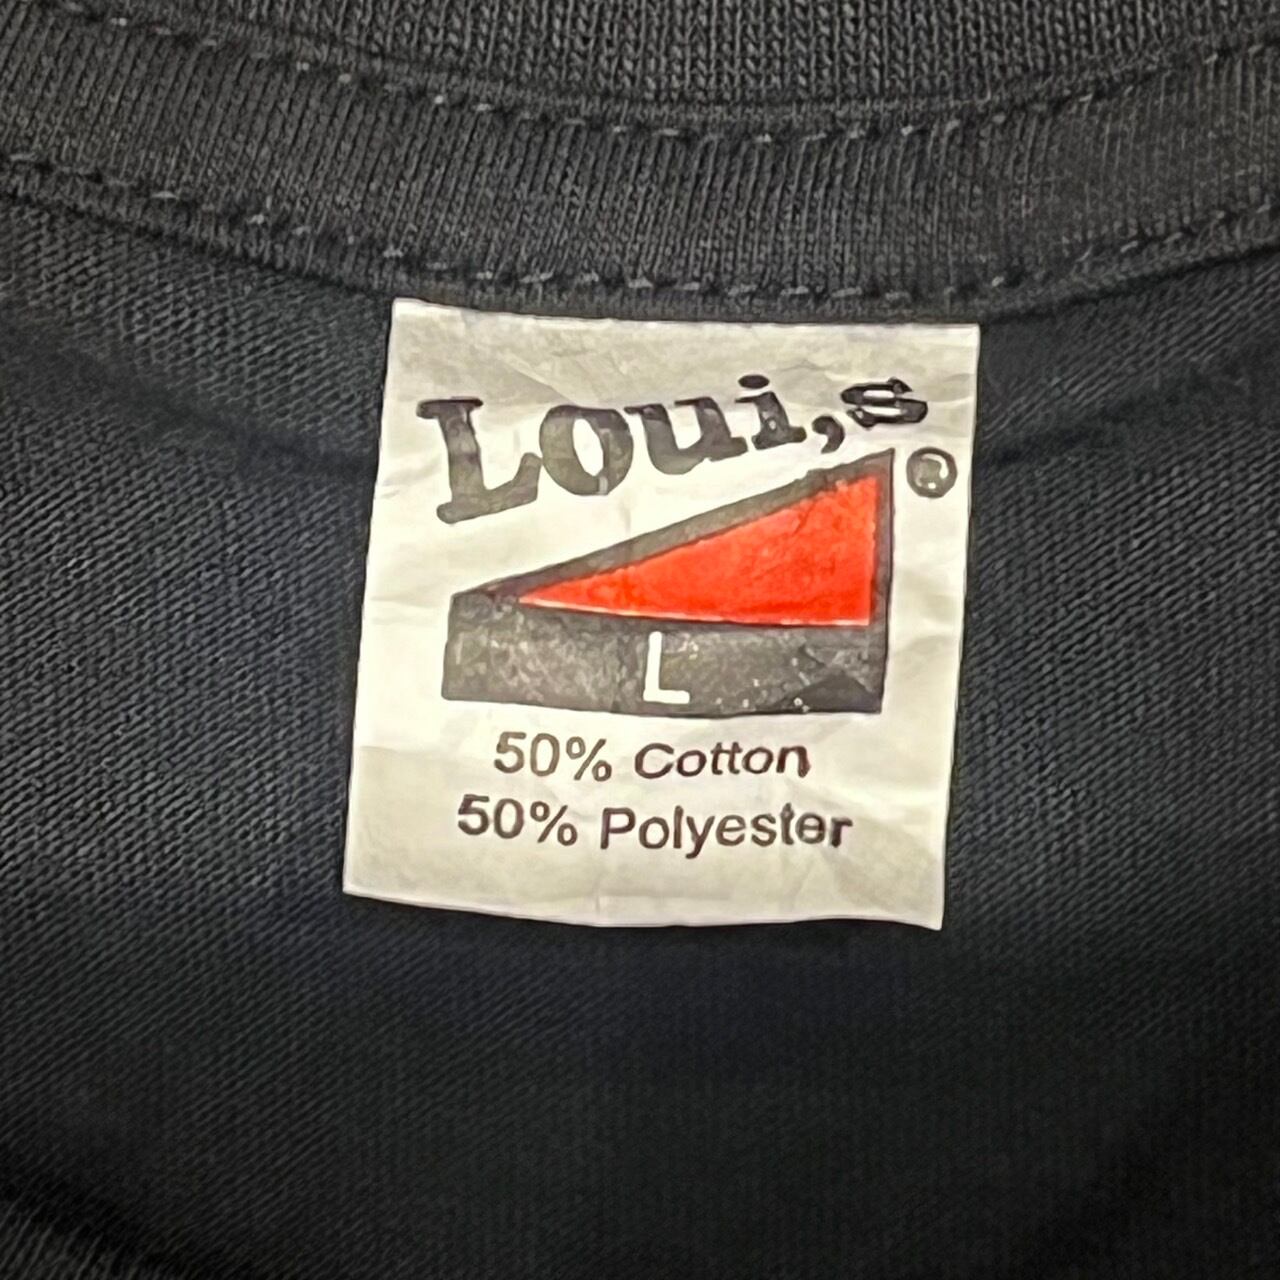 Loui,s
®
L
50% Cotton
50% Polyester